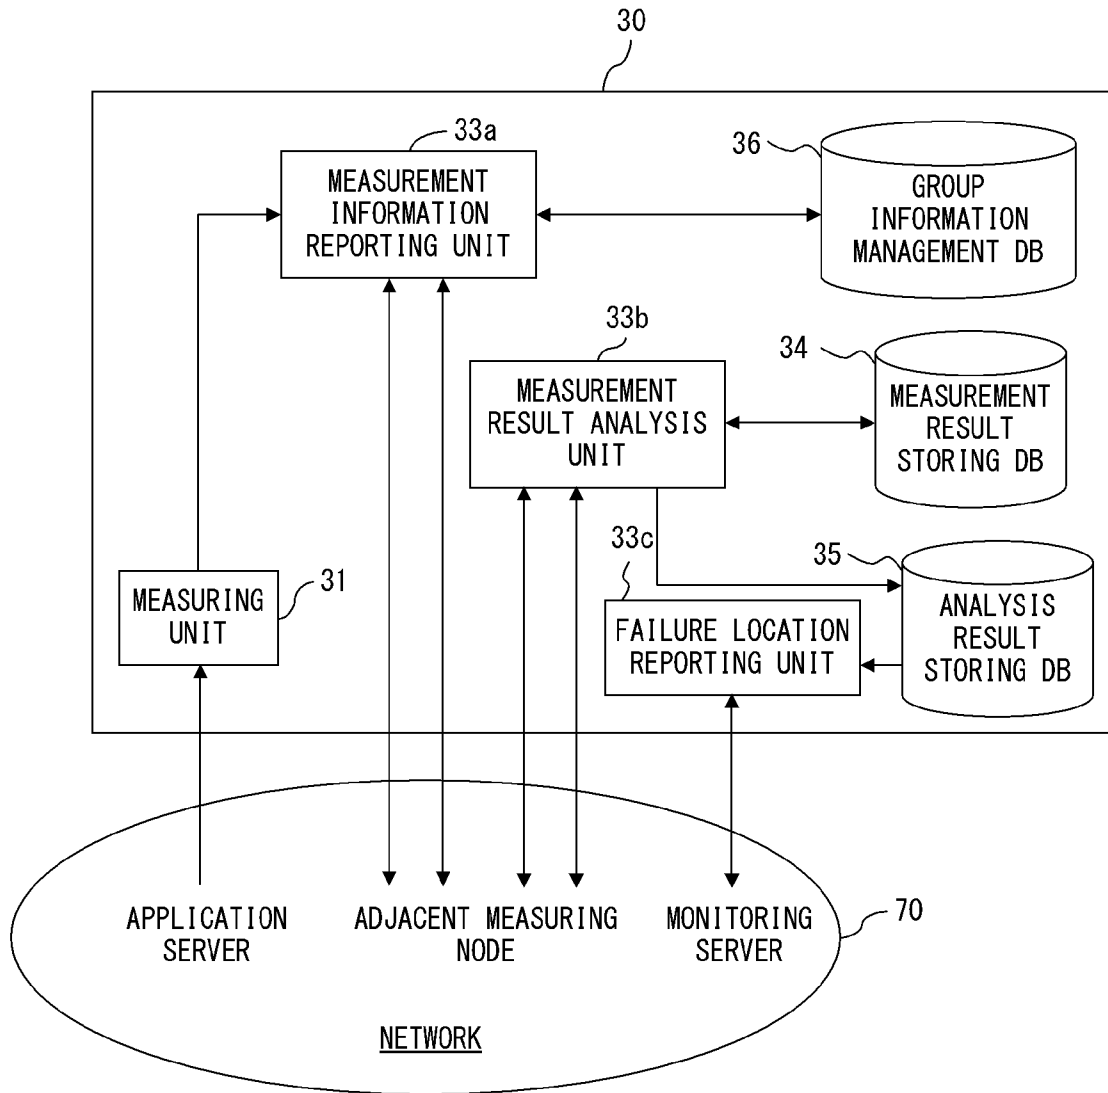 30
33a
MEASUREMENT
INFORMATION
REPORTING UNIT
36
GROUP
INFORMATION
MANAGEMENT DB
33b
MEASUREMENT
RESULT ANALYSIS
UNIT
34
MEASUREMENT
RESULT
STORING DB
31
MEASURING
UNIT
33c
FAILURE LOCATION
REPORTING UNIT
35
ANALYSIS
RESULT
STORING DB
APPLICATION
SERVER
ADJACENT MEASURING
NODE
MONITORING
SERVER
70
NETWORK